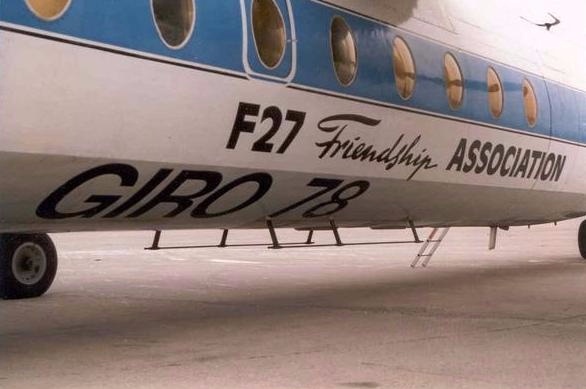 F27 Friendship ASSOCIATION
GIRO 78